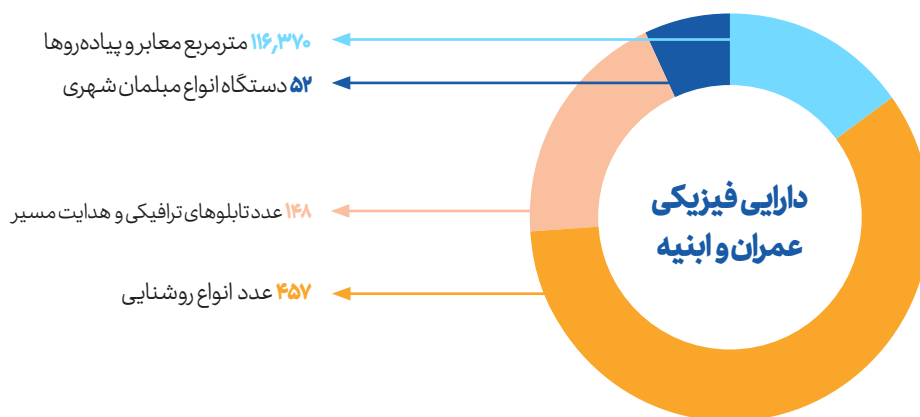 ۱۱۶,۳۷۰ مترمربع معابر و پیاده‌روها
۵۲ دستگاه انواع مبلمان شهری
۱۴۸ عدد تابلوهای ترافیکی و هدایت مسیر
۴۵۷ عدد انواع روشنایی
دارایی فیزیکی
عمران و ابنیه